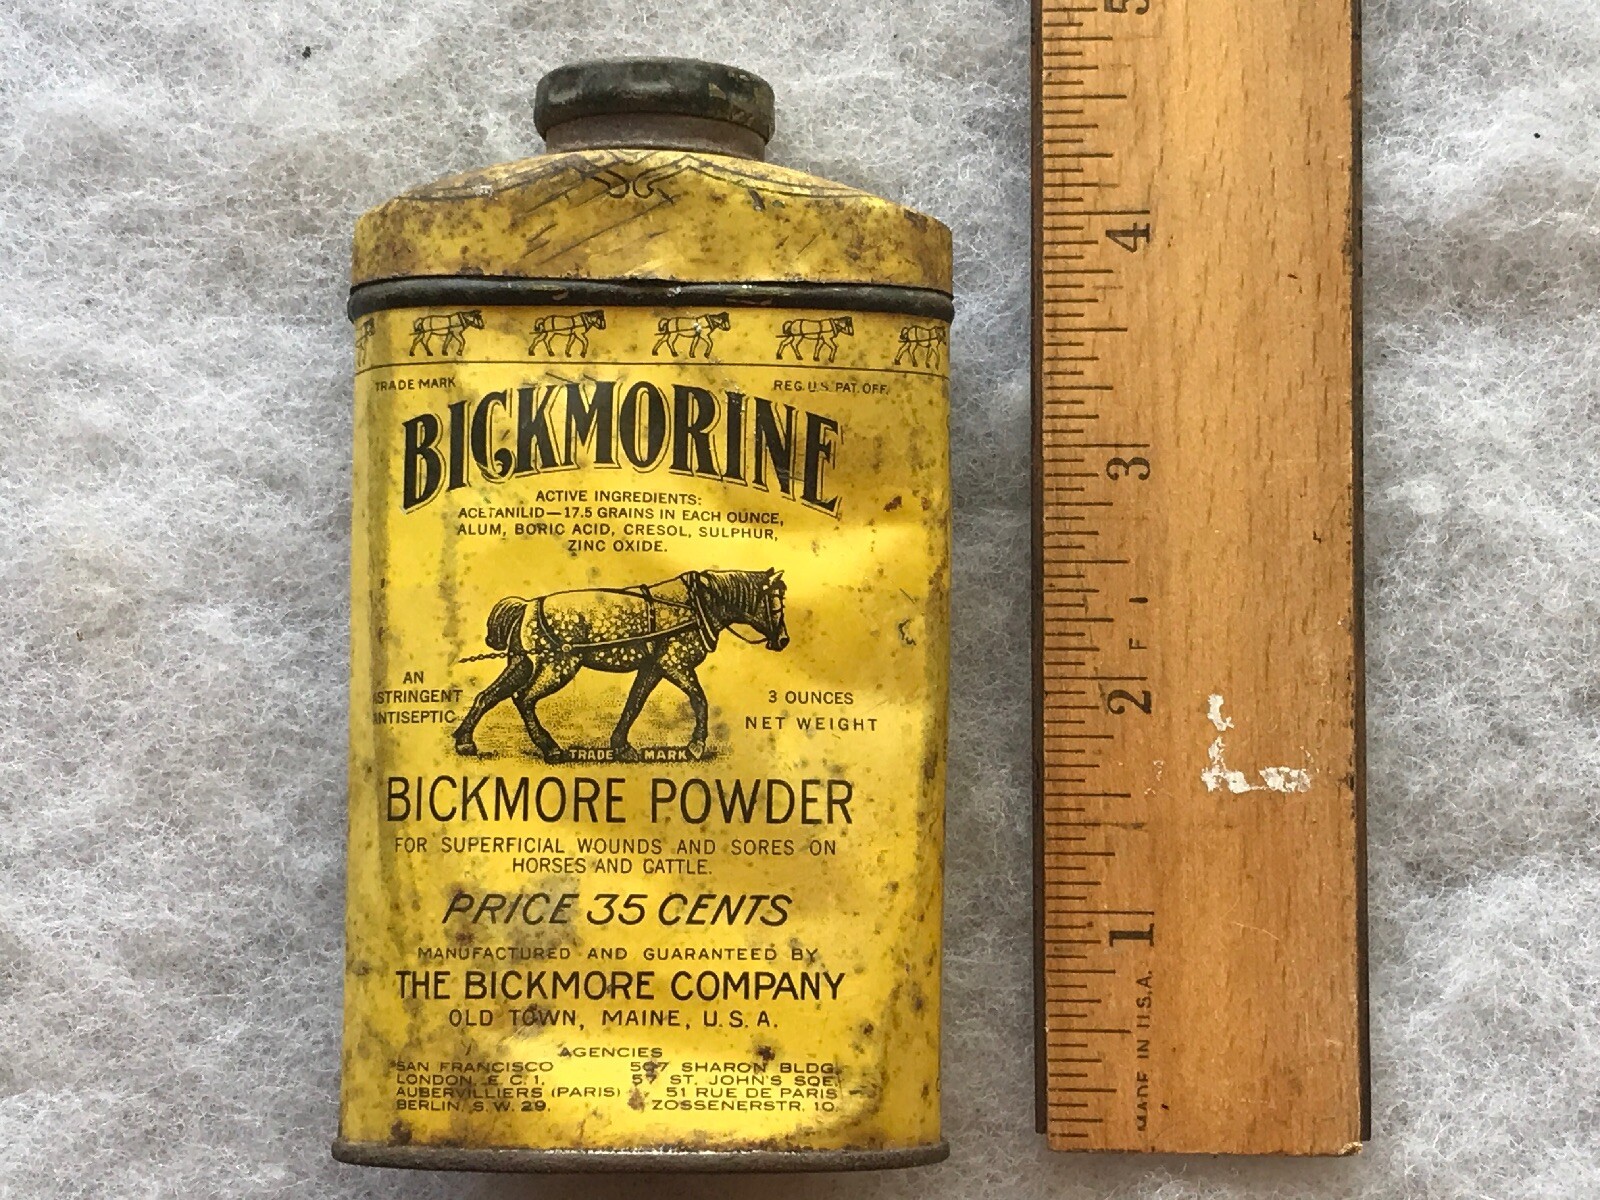 TRADE MARK REG. U.S. PAT. OFF.
BICKMORINE
ACTIVE INGREDIENTS:
ACETANILID—17.5 GRAINS IN EACH OUNCE,
ALUM, BORIC ACID, CRESOL, SULPHUR,
ZINC OXIDE.
AN
ASTRINGENT
ANTISEPTIC
3 OUNCES
NET WEIGHT
TRADE MARK
BICKMORE POWDER
FOR SUPERFICIAL WOUNDS AND SORES ON
HORSES AND CATTLE.
PRICE 35 CENTS
MANUFACTURED AND GUARANTEED BY
THE BICKMORE COMPANY
OLD TOWN, MAINE, U.S.A.
AGENCIES
SAN FRANCISCO 507 SHARON BLDG.
LONDON, E.C.1, ST. JOHN'S SQE.
AUBERVILLIERS (PARIS) 51 RUE DE PARIS
BERLIN, S.W. 29. ZOSSENERSTR. 10.
5
4
3
2
F
1
MADE IN U.S.A.